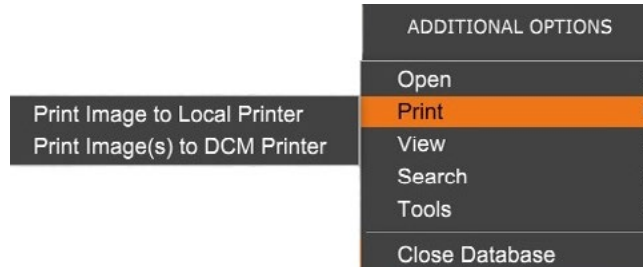 ADDITIONAL OPTIONS
Open
Print
View
Search
Tools
Close Database
Print Image to Local Printer
Print Image(s) to DCM Printer